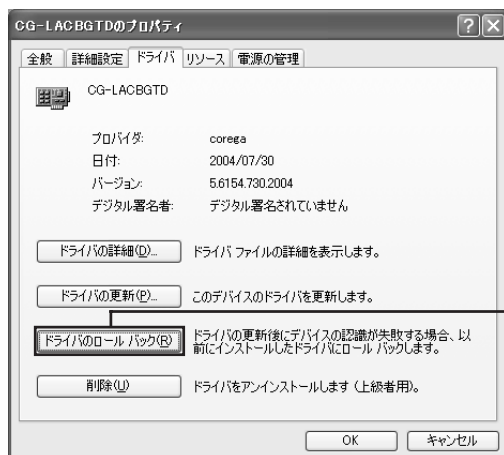 CG-LACBGTDのプロパティ
全般 詳細設定 ドライバ リソース 電源の管理
CG-LACBGTD
プロバイダ: corega
日付: 2004/07/30
バージョン: 5.6154.730.2004
デジタル署名者: デジタル署名されていません
ドライバの詳細(D)... ドライバ ファイルの詳細を表示します。
ドライバの更新(P)... このデバイスのドライバを更新します。
ドライバのロール バック(R) ドライバの更新後にデバイスの認識が失敗する場合、以
前にインストールしたドライバにロール バックします。
削除(U) ドライバをアンインストールします (上級者用)。
OK キャンセル